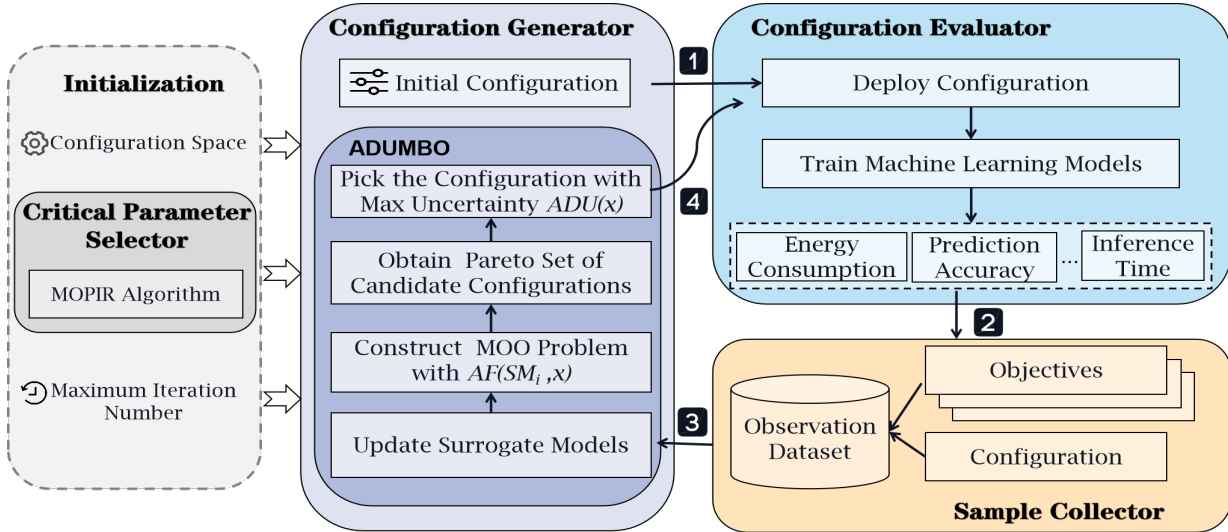 Initialization
Configuration Space
Critical Parameter
Selector
MOPIR Algorithm
Maximum Iteration
Number
Configuration Generator
Initial Configuration
ADUMBO
Pick the Configuration with
Max Uncertainty ADU(x)
Obtain Pareto Set of
Candidate Configurations
Construct MOO Problem
with AF(SMi ,x)
Update Surrogate Models
1
4
Configuration Evaluator
Deploy Configuration
Train Machine Learning Models
Energy
Consumption
Prediction
Accuracy
...
Inference
Time
2
3
Objectives
Observation
Dataset
Configuration
Sample Collector